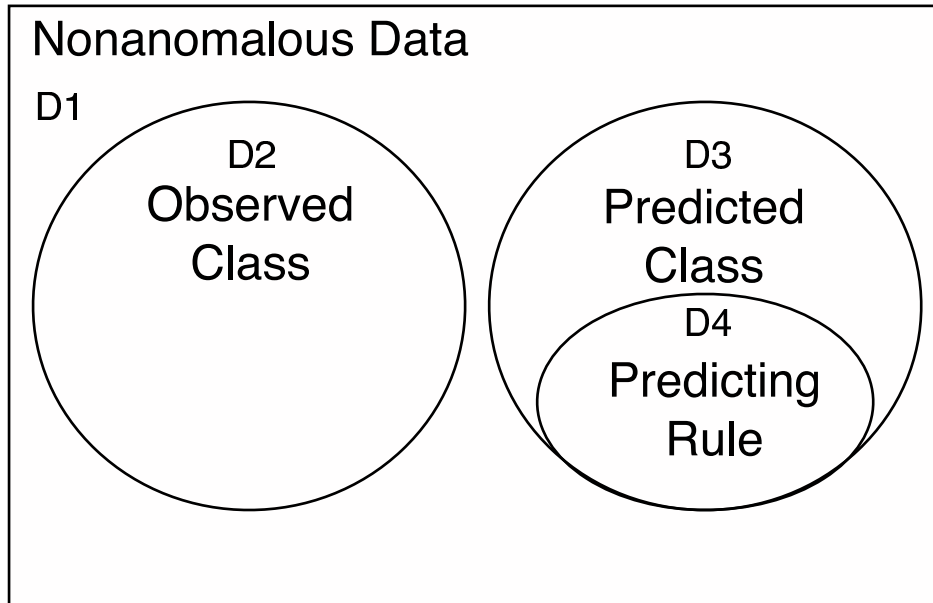 Nonanomalous Data
D1
D2
Observed
Class
D3
Predicted
Class
D4
Predicting
Rule